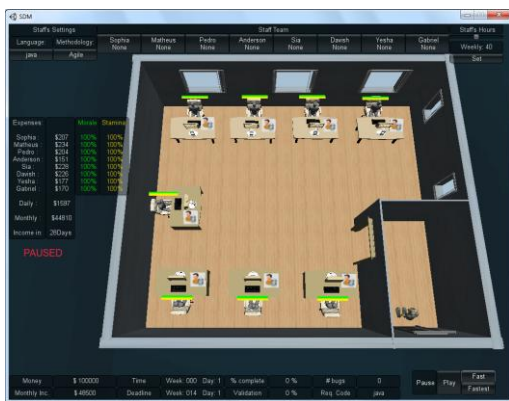 SDM
Staff's Settings
Staff Team
Staff's Hours
Language: Methodology: Sophia Matheus Pedro Anderson Sia Davish Yesha Gabriel
None None None None None None None None
Weekly: 40
java Agile
Set
Expenses: Morale Stamina
Sophia $207 100% 100%
Matheus $234 100% 100%
Pedro $204 100% 100%
Anderson $151 100% 100%
Sia $228 100% 100%
Davish $226 100% 100%
Yesha $177 100% 100%
Gabriel $170 100% 100%
Daily: $1597
Monthly: $44810
Income in: 28Days
PAUSED
Money $ 100000 Time Week: 000 Day: 1 % complete 0 % # bugs 0
Monthly Inc. $ 48500 Deadline Week: 014 Day: 1 Validation 0 % Req. Code java
Pause Play Fast
Fastest